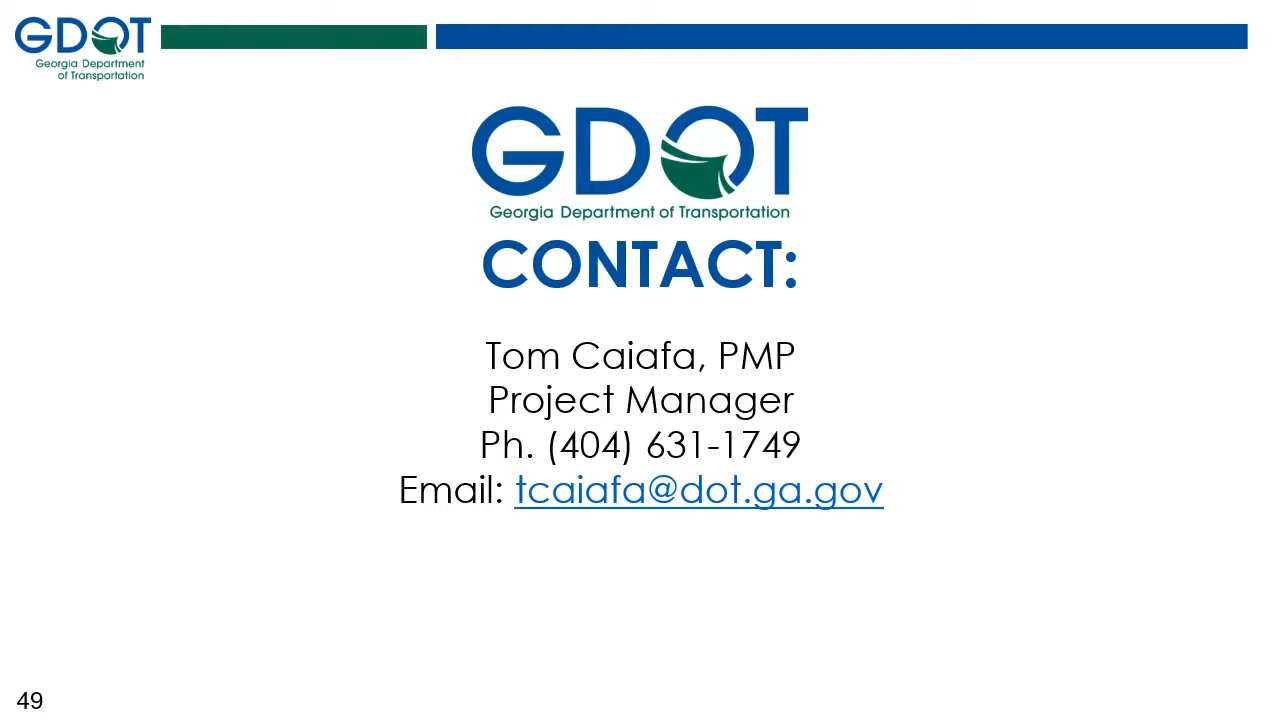 GDOT
Georgia Department
of Transportation
GDOT
Georgia Department of Transportation
CONTACT:
Tom Caiafa, PMP
Project Manager
Ph. (404) 631-1749
Email: tcaiafa@dot.ga.gov
49